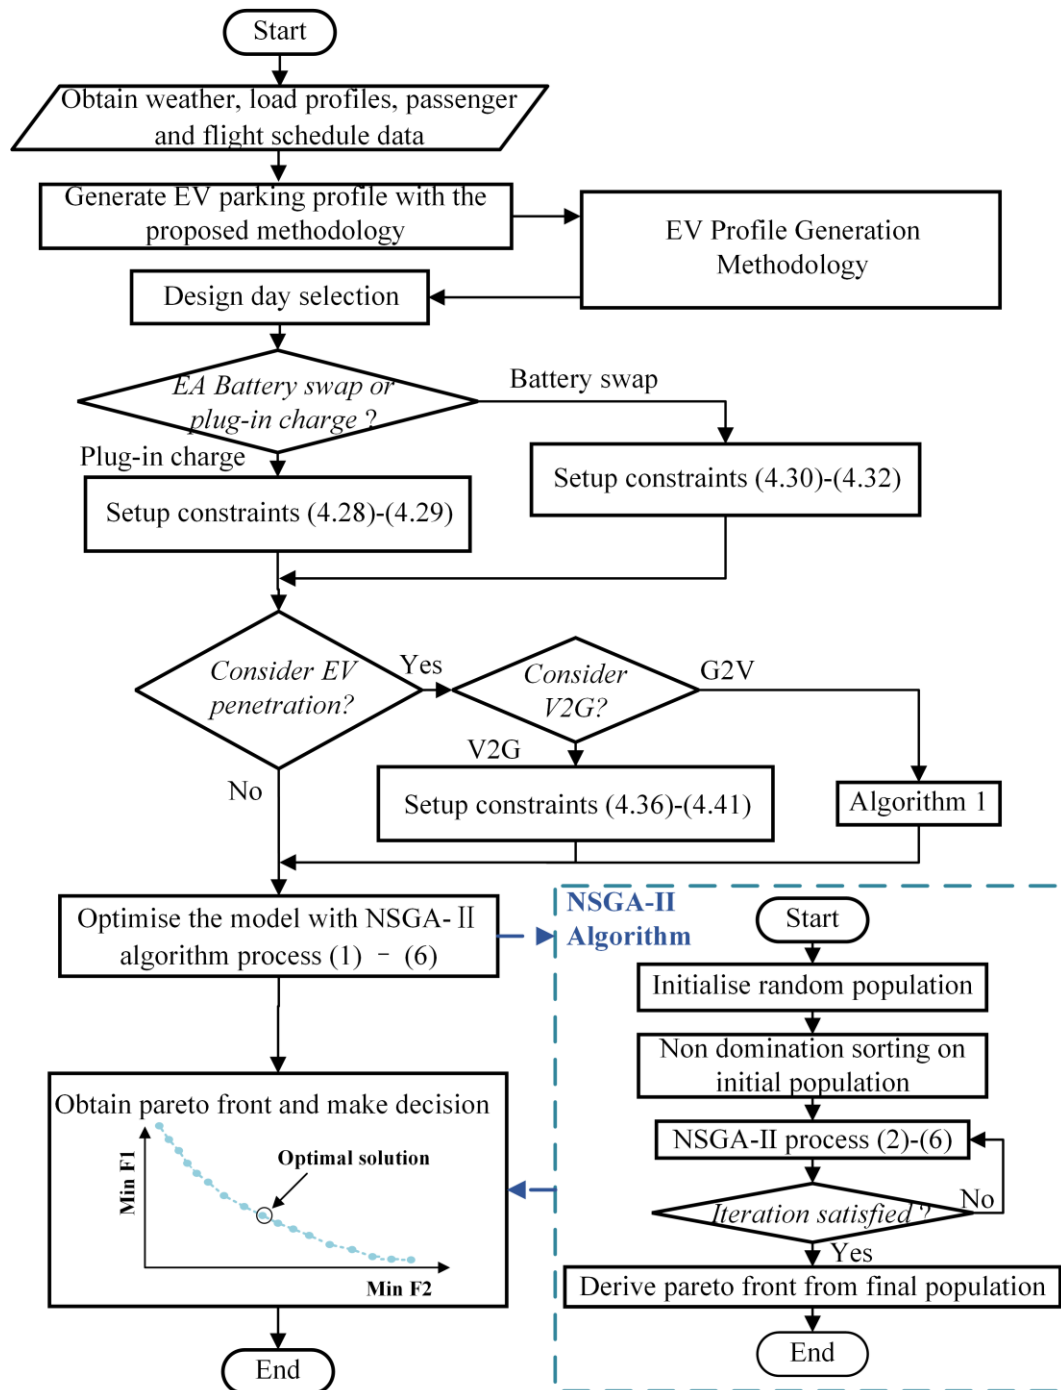 Start
Obtain weather, load profiles, passenger
and flight schedule data
Generate EV parking profile with the
proposed methodology
EV Profile Generation
Methodology
Design day selection
EA Battery swap or
plug-in charge ?
Battery swap
Plug-in charge
Setup constraints (4.30)-(4.32)
Setup constraints (4.28)-(4.29)
Consider EV
penetration?
Yes
Consider
V2G?
G2V
V2G
No
Setup constraints (4.36)-(4.41)
Algorithm 1
Optimise the model with NSGA-Ⅱ
algorithm process (1) - (6)
NSGA-II
Algorithm
Start
Initialise random population
Non domination sorting on
initial population
NSGA-II process (2)-(6)
Iteration satisfied ?
No
Yes
Derive pareto front from final population
End
Obtain pareto front and make decision
Optimal solution
Min F1
Min F2
End